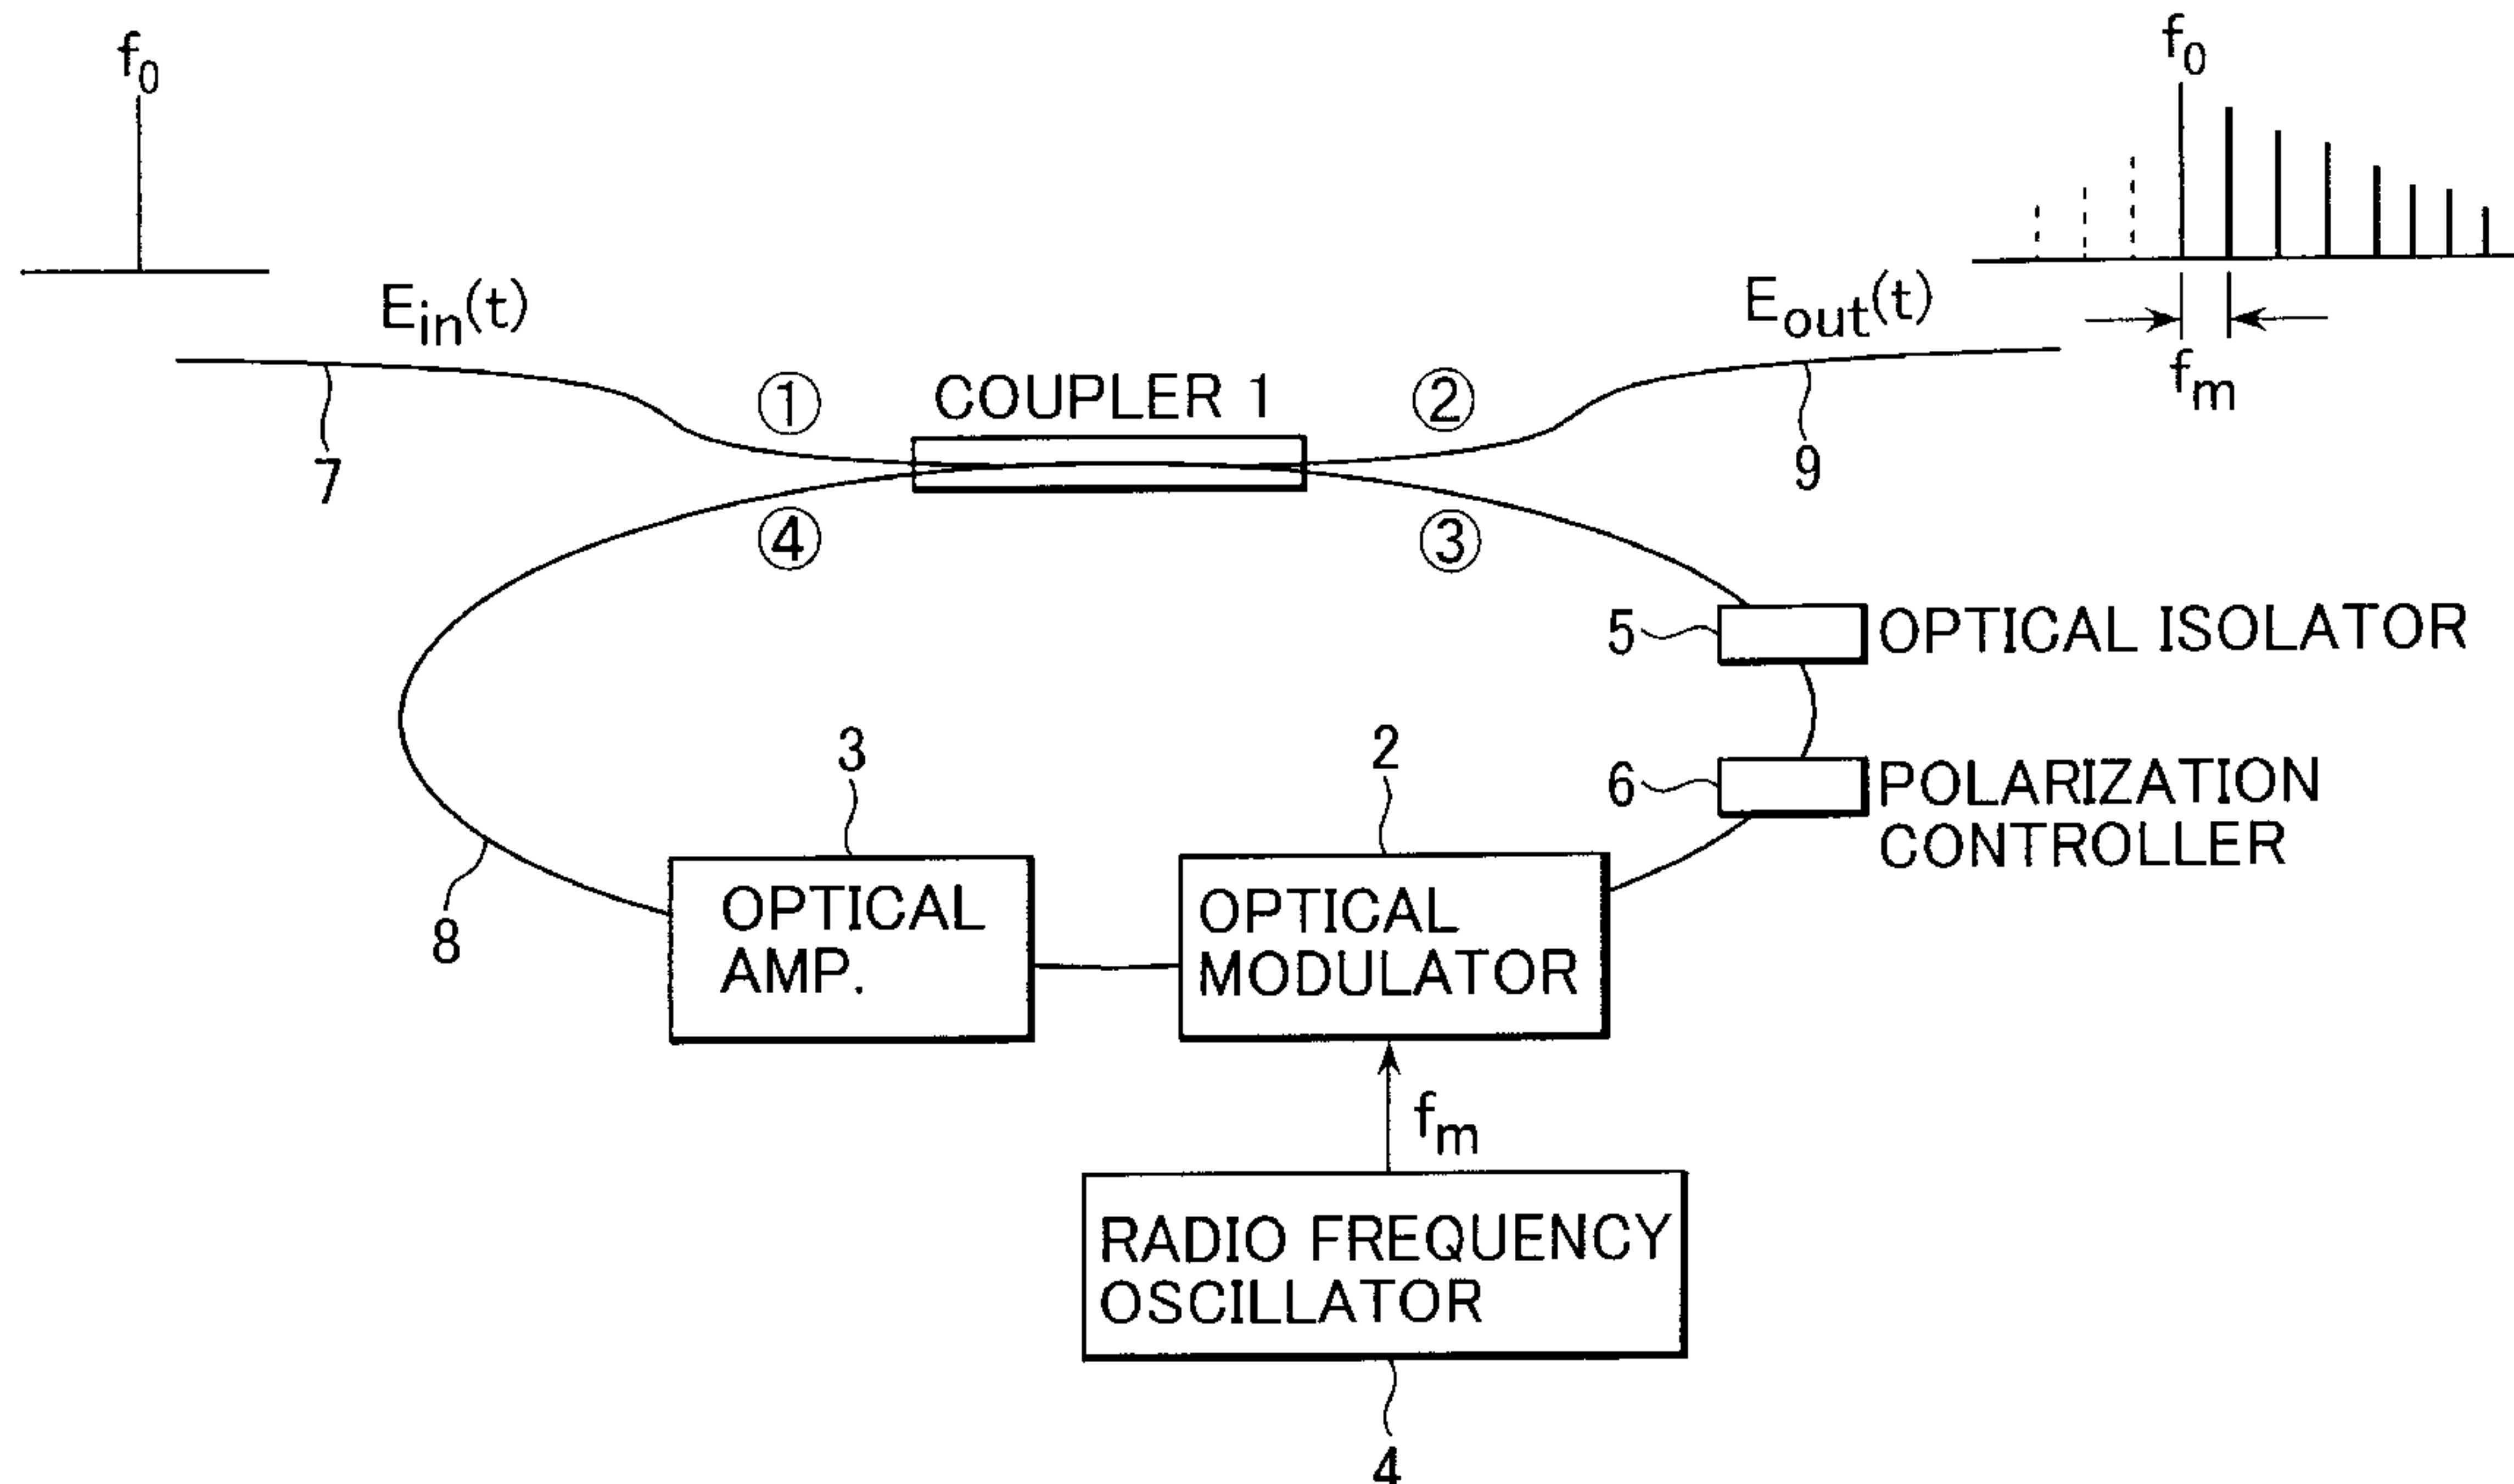 f0
f0
Ein(t)
Eout(t)
fm
① COUPLER 1 ②
7
9
④ ③
5 OPTICAL ISOLATOR
3
2
6 POLARIZATION
CONTROLLER
OPTICAL
AMP.
OPTICAL
MODULATOR
8
fm
RADIO FREQUENCY
OSCILLATOR
4